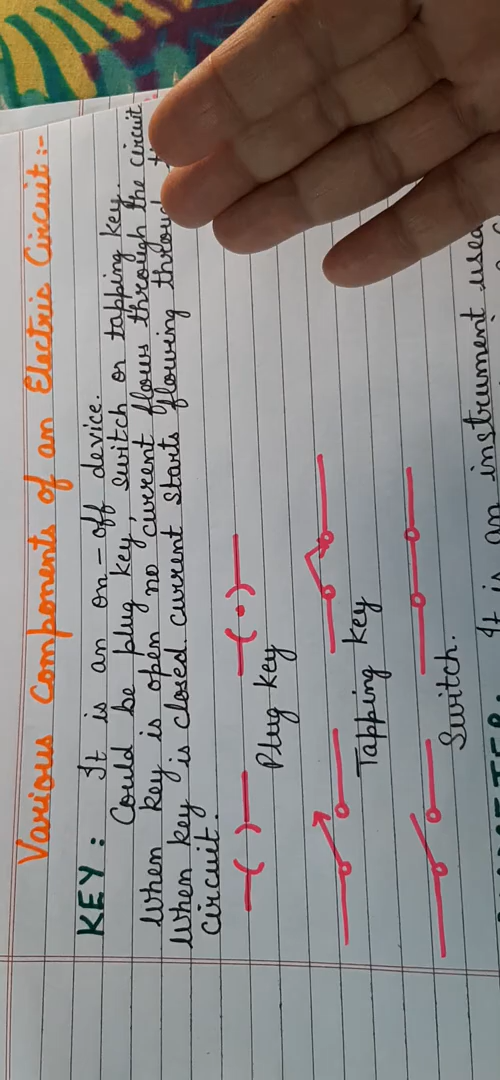 Various Components of an Electric Circuit:-
KEY: It is an on-off device.
Could be plug key, switch or tapping key.
When key is open no current flows through the circuit
When key is closed current starts flowing through
circuit.
Plug key
Tapping key
Switch.
It is an instrument used